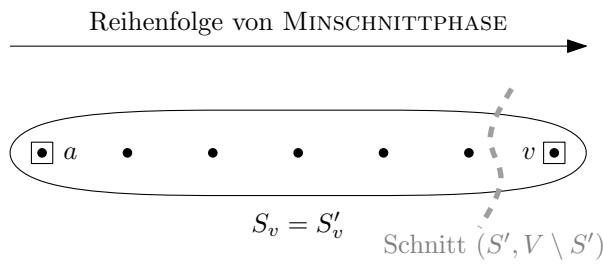 Reihenfolge von MINSCHNITTPHASE
a
v
S_v = S'_v
Schnitt (S', V \ S')